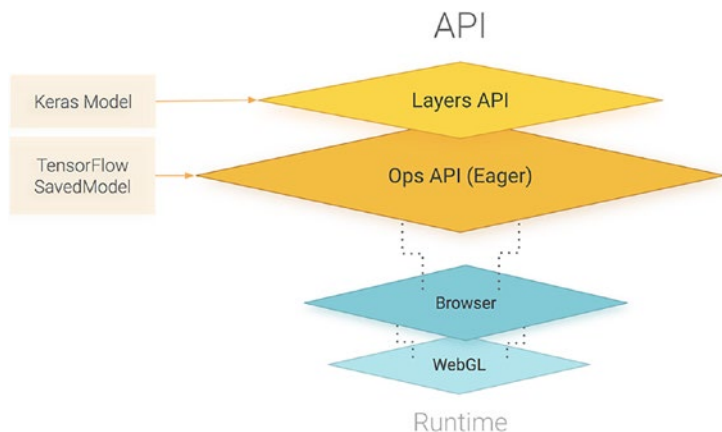 API
Keras Model
Layers API
TensorFlow
SavedModel
Ops API (Eager)
Browser
WebGL
Runtime